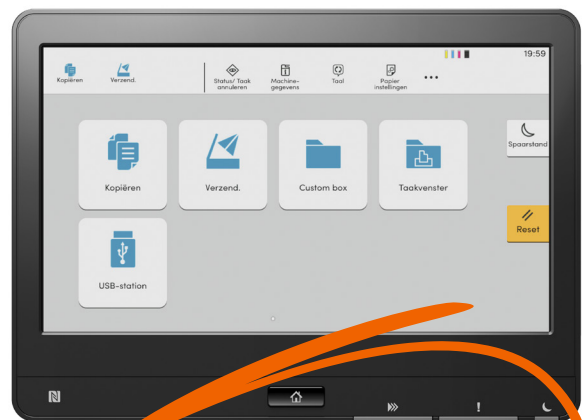 19:59
Kopiëren
Verzend.
Status/ Taak
annuleren
Machine-
gegevens
Taal
Papier
instellingen
Spaarstand
Kopiëren
Verzend.
Custom box
Taakvenster
Reset
USB-station